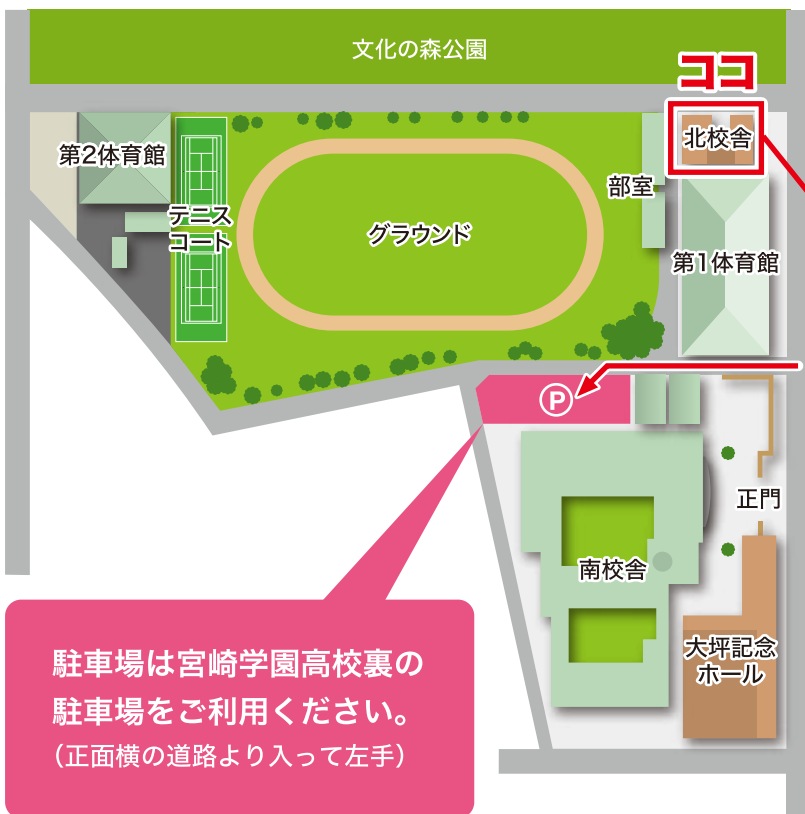 文化の森公園
ココ
北校舎
第2体育館
部室
テニス
コート
グラウンド
第1体育館
P
正門
南校舎
大坪記念
ホール
駐車場は宮崎学園高校裏の
駐車場をご利用ください。
（正面横の道路より入って左手）